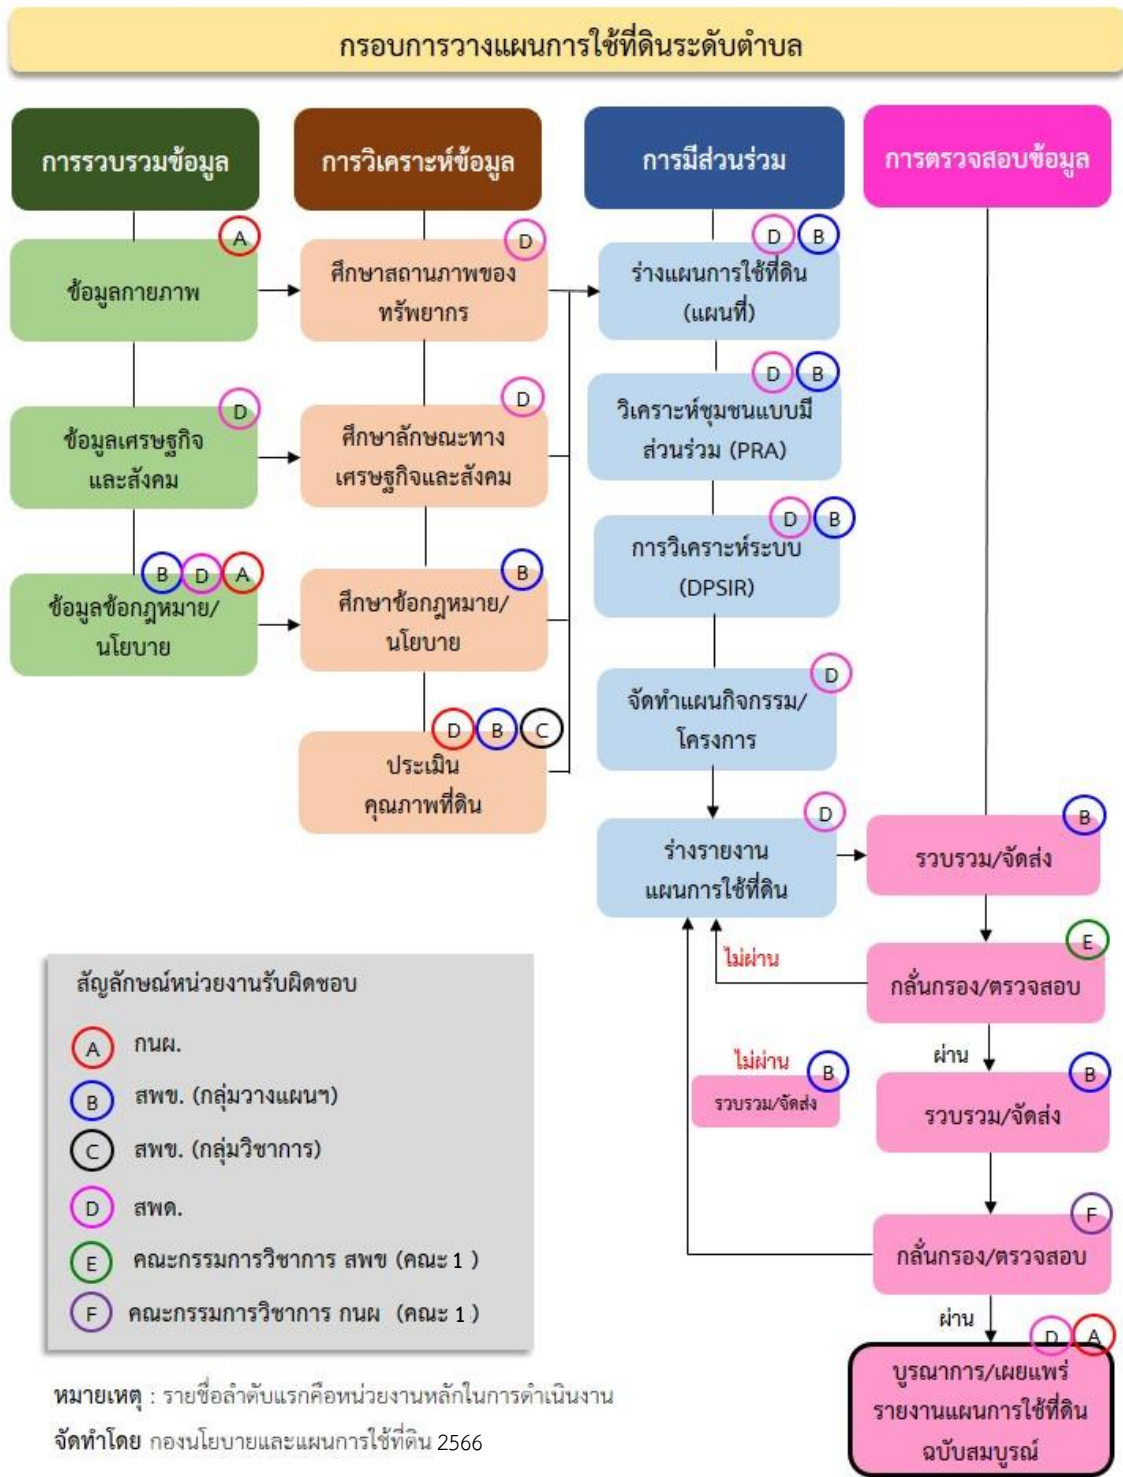 กรอบการวางแผนการใช้ที่ดินระดับตำบล
การรวบรวมข้อมูล
A
ข้อมูลกายภาพ
D
ข้อมูลเศรษฐกิจ
และสังคม
B D A
ข้อมูลข้อกฎหมาย/
นโยบาย
การวิเคราะห์ข้อมูล
D
ศึกษาสถานภาพของ
ทรัพยากร
D
ศึกษาลักษณะทาง
เศรษฐกิจและสังคม
B
ศึกษาข้อกฎหมาย/
นโยบาย
D B C
ประเมิน
คุณภาพที่ดิน
การมีส่วนร่วม
D B
ร่างแผนการใช้ที่ดิน
(แผนที่)
D B
วิเคราะห์ชุมชนแบบมี
ส่วนร่วม (PRA)
D B
การวิเคราะห์ระบบ
(DPSIR)
D
จัดทำแผนกิจกรรม/
โครงการ
D
ร่างรายงาน
แผนการใช้ที่ดิน
การตรวจสอบข้อมูล
B
รวบรวม/จัดส่ง
E
กลั่นกรอง/ตรวจสอบ
ไม่ผ่าน
ผ่าน
B
รวบรวม/จัดส่ง
ไม่ผ่าน
B
รวบรวม/จัดส่ง
F
กลั่นกรอง/ตรวจสอบ
ผ่าน
D A
บูรณาการ/เผยแพร่
รายงานแผนการใช้ที่ดิน
ฉบับสมบูรณ์
สัญลักษณ์หน่วยงานรับผิดชอบ
A กนผ.
B สพข. (กลุ่มวางแผนฯ)
C สพข. (กลุ่มวิชาการ)
D สพด.
E คณะกรรมการวิชาการ สพข (คณะ 1 )
F คณะกรรมการวิชาการ กนผ (คณะ 1 )
หมายเหตุ : รายชื่อลำดับแรกคือหน่วยงานหลักในการดำเนินงาน
จัดทำโดย กองนโยบายและแผนการใช้ที่ดิน 2566